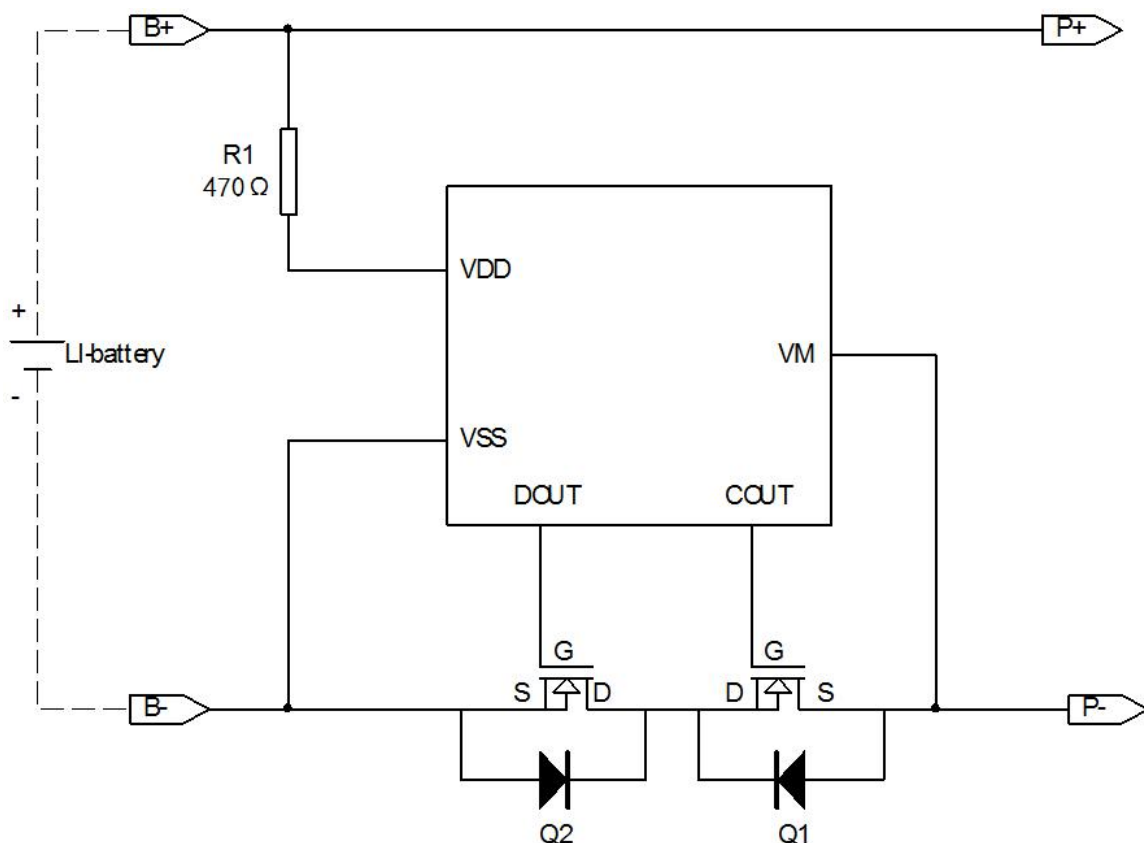 B+
P+
R1
470 Ω
VDD
+
LI-battery
-
VM
VSS
DOUT
COUT
G
G
S
D
D
S
B-
P-
Q2
Q1